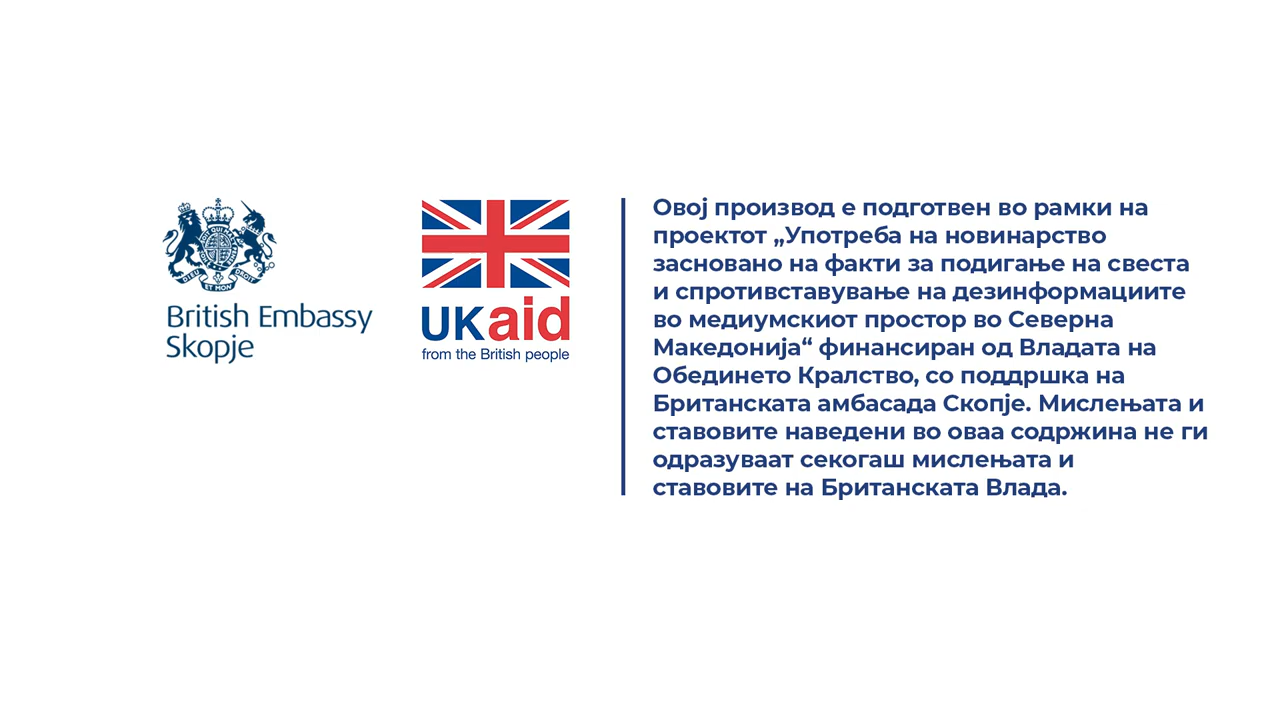 British Embassy
Skopje
UKaid
from the British people
Овој производ е подготвен во рамки на
проектот „Употреба на новинарство
засновано на факти за подигање на свеста
и спротивставување на дезинформациите
во медиумскиот простор во Северна
Македонија“ финансиран од Владата на
Обединето Кралство, со поддршка на
Британската амбасада Скопје. Мислењата и
ставовите наведени во оваа содржина не ги
одразуваат секогаш мислењата и
ставовите на Британската Влада.